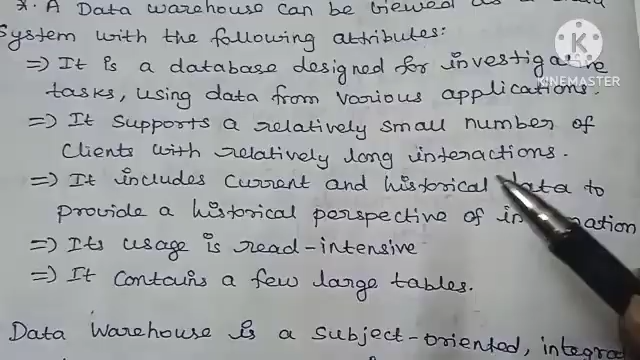 *. A Data warehouse can be viewed as a
System with the following attributes:
⇒ It is a database designed for investigative
tasks, using data from various applications.
⇒ It supports a relatively small number of
clients with relatively long interactions.
⇒ It includes current and historical data to
provide a historical perspective of information
⇒ Its usage is read-intensive
⇒ It contains a few large tables.
Data warehouse is a subject-oriented,
KINEMASTER